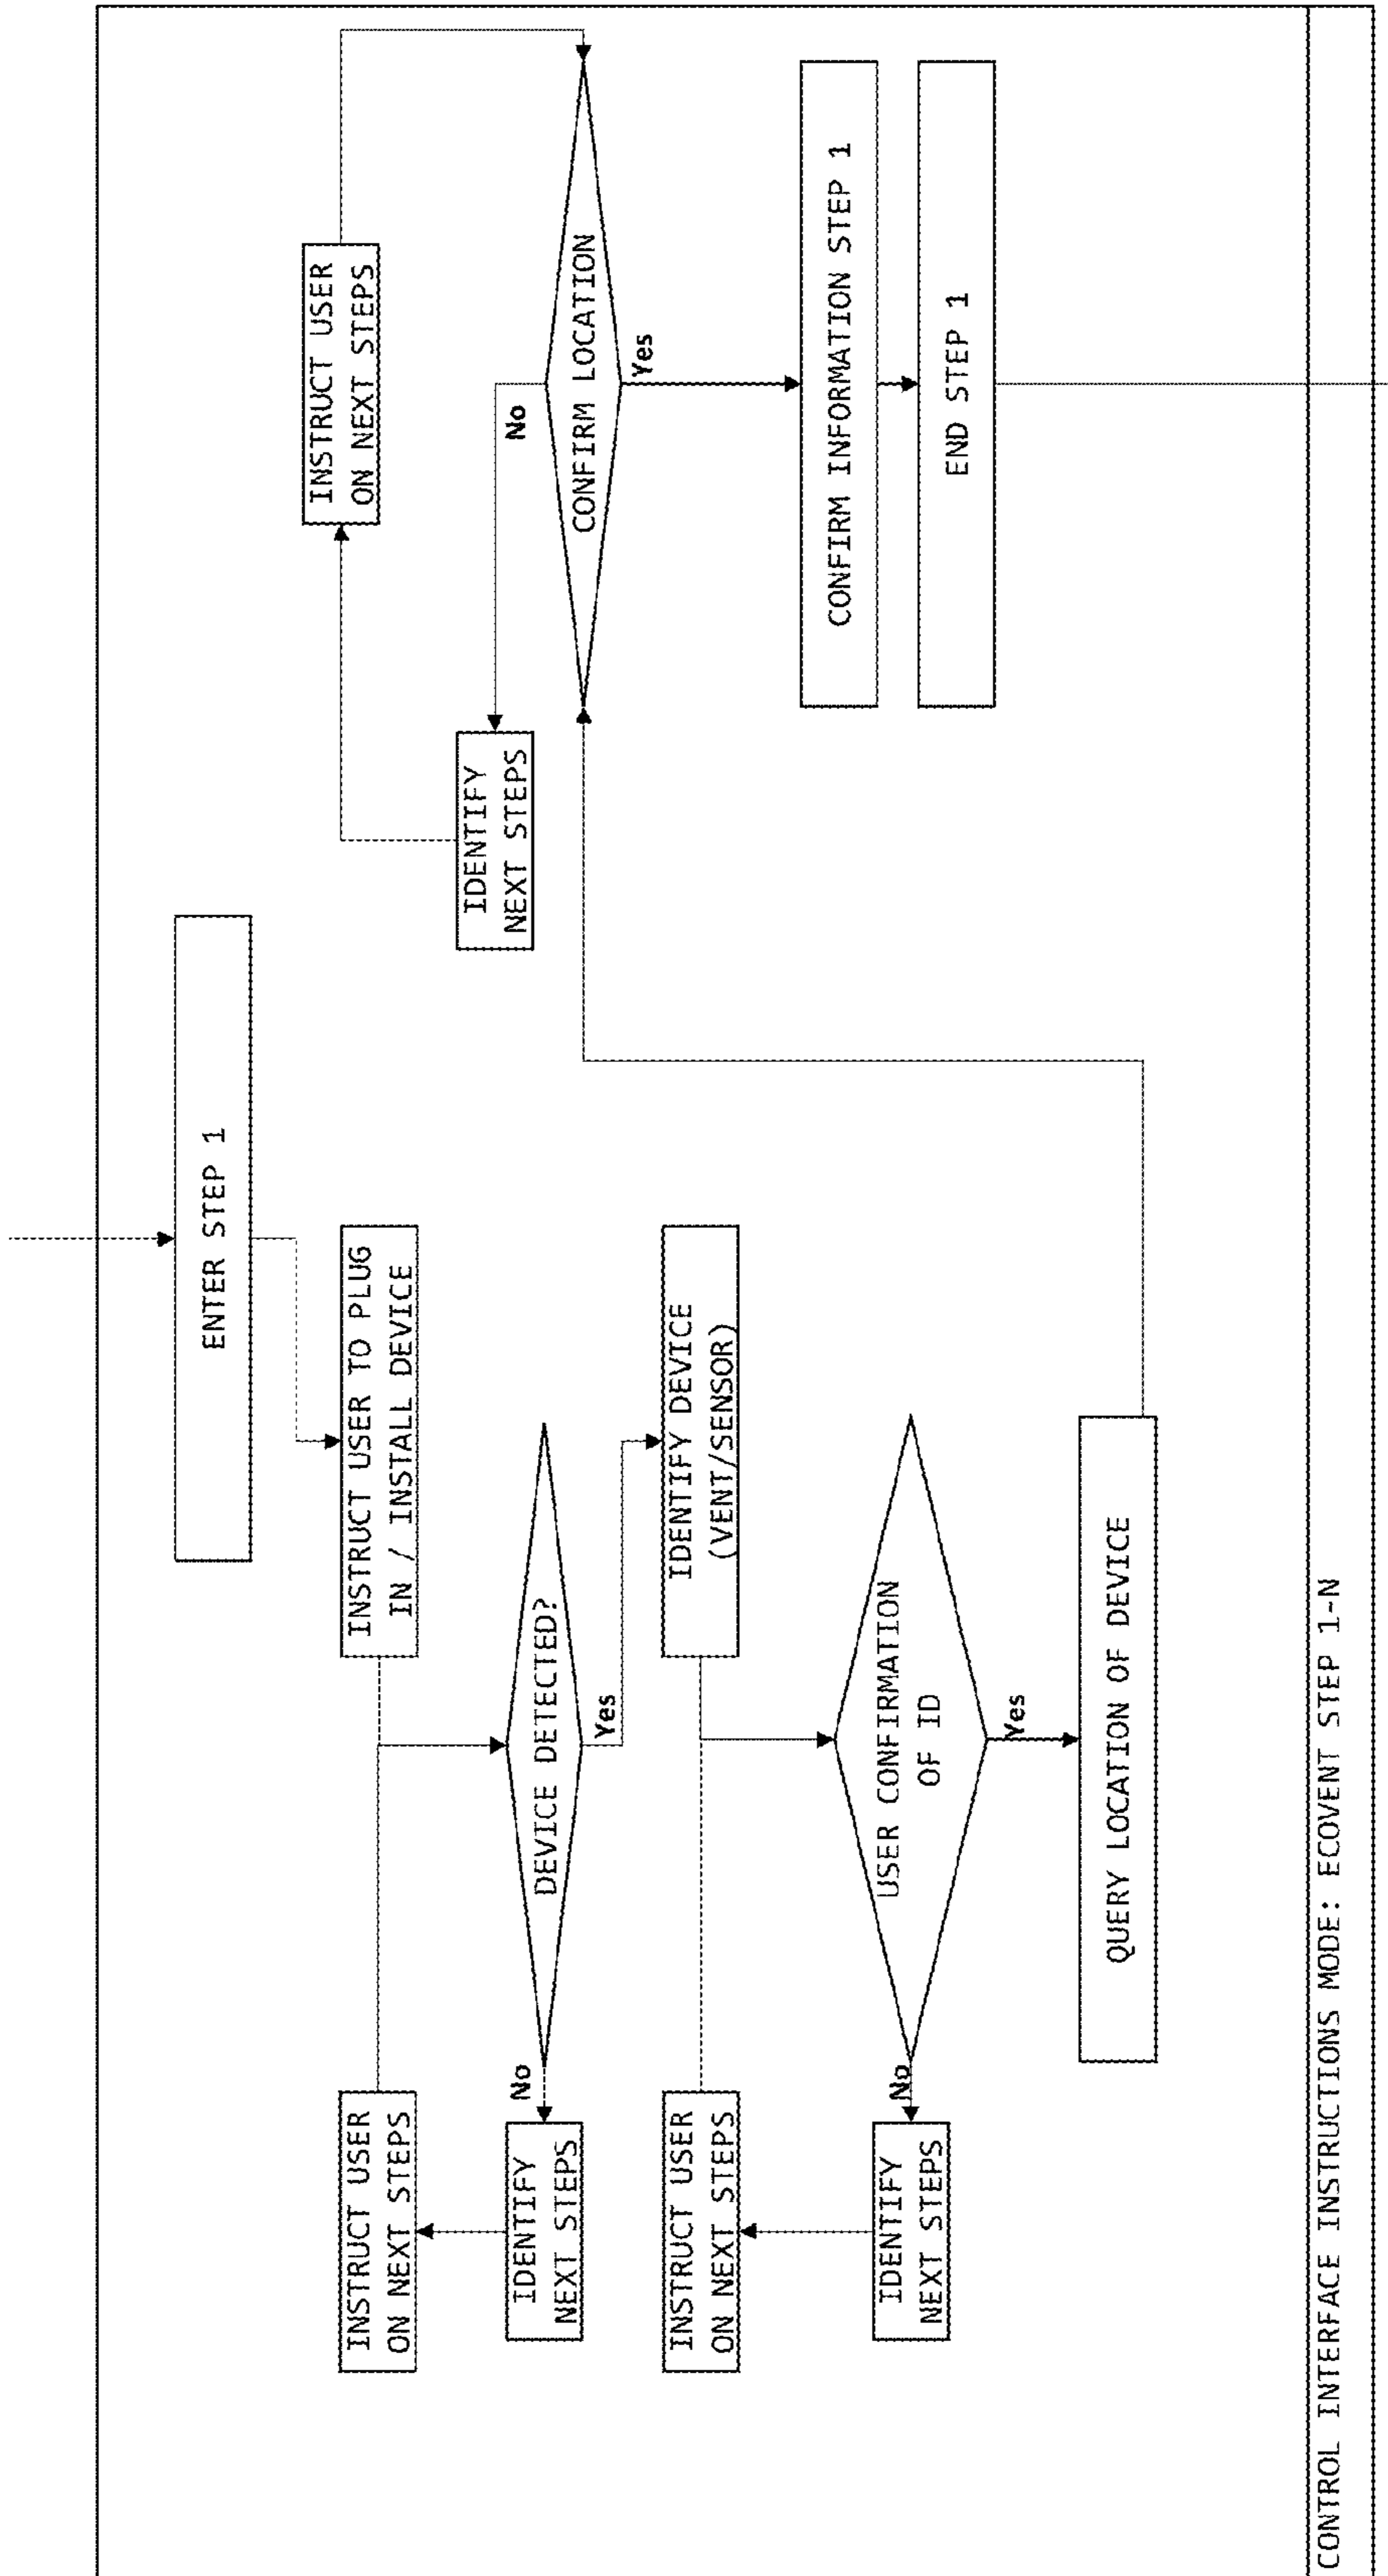 ENTER STEP 1
INSTRUCT USER
ON NEXT STEPS
INSTRUCT USER TO PLUG
IN / INSTALL DEVICE
DEVICE DETECTED?
No
Yes
IDENTIFY
NEXT STEPS
INSTRUCT USER
ON NEXT STEPS
IDENTIFY DEVICE
(VENT/SENSOR)
USER CONFIRMATION
OF ID
No
Yes
IDENTIFY
NEXT STEPS
QUERY LOCATION OF DEVICE
INSTRUCT USER
ON NEXT STEPS
IDENTIFY
NEXT STEPS
No
CONFIRM LOCATION
Yes
CONFIRM INFORMATION STEP 1
END STEP 1
CONTROL INTERFACE INSTRUCTIONS MODE: ECOVENT STEP 1-N